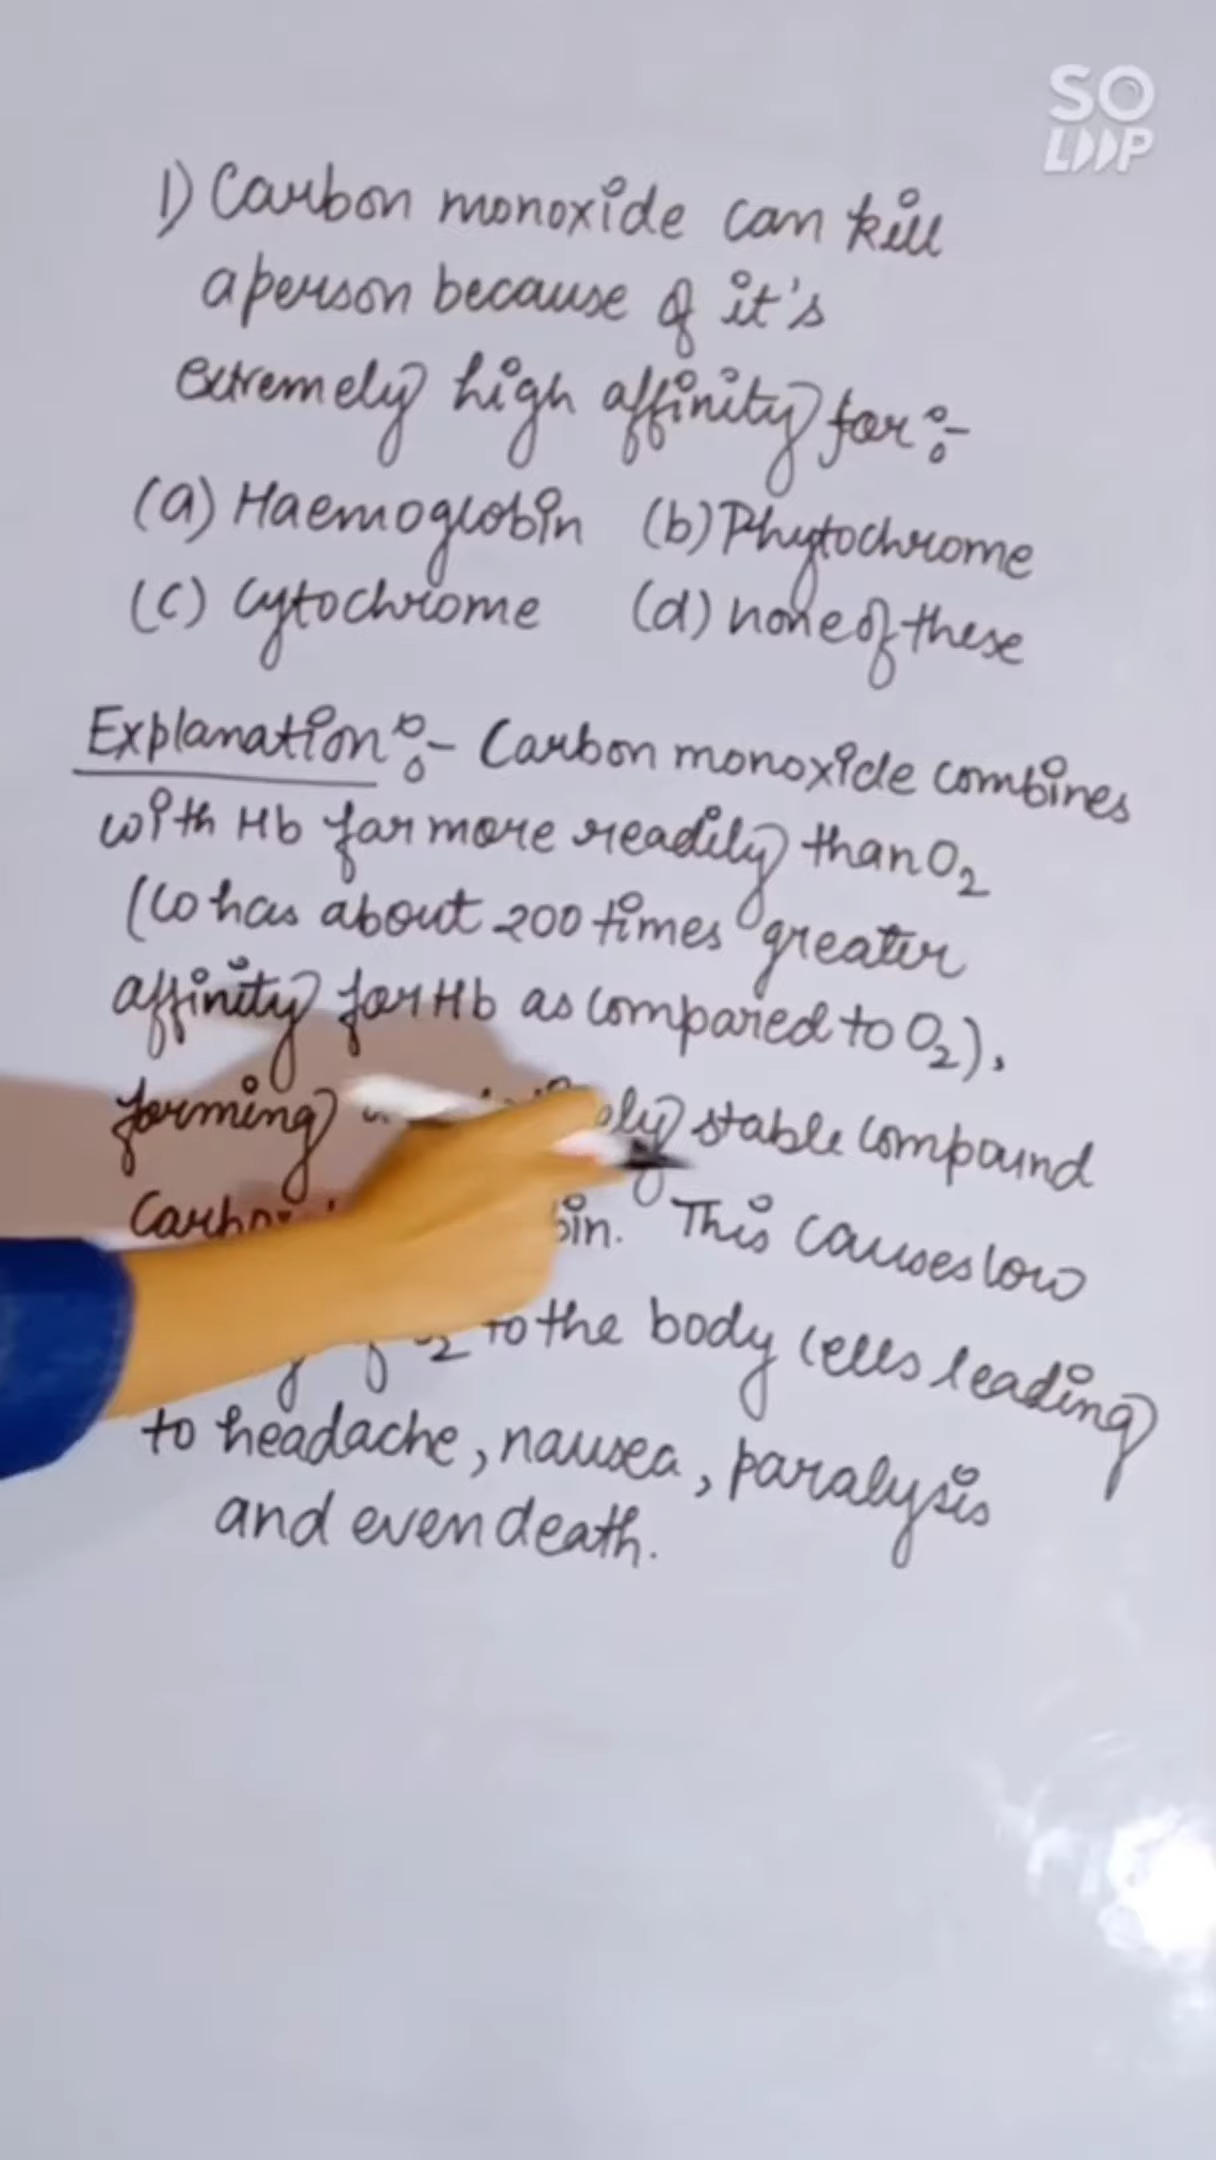 SO
LOOP
1) Carbon monoxide can kill
a person because of it's
extremely high affinity for:-
(a) Haemoglobin (b) Phytochrome
(c) Cytochrome (d) none of these
Explanation:- Carbon monoxide combines
with Hb far more readily than O2
(CO has about 200 times greater
affinity for Hb as compared to O2),
forming stable compound
This causes low
to the body cells leading
to headache, nausea, paralysis
and even death.